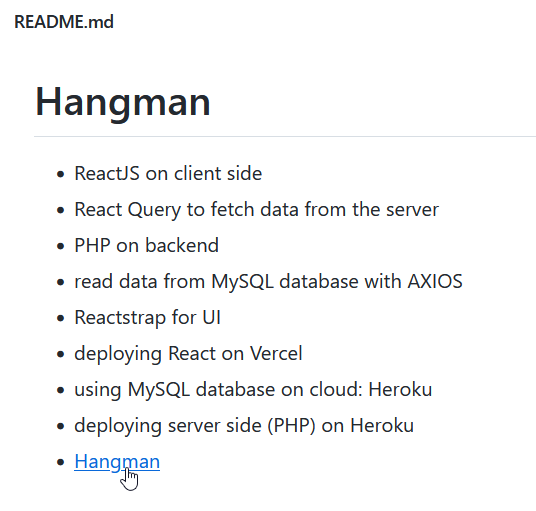 README.md
Hangman
ReactJS on client side
React Query to fetch data from the server
PHP on backend
read data from MySQL database with AXIOS
Reactstrap for UI
deploying React on Vercel
using MySQL database on cloud: Heroku
deploying server side (PHP) on Heroku
Hangman